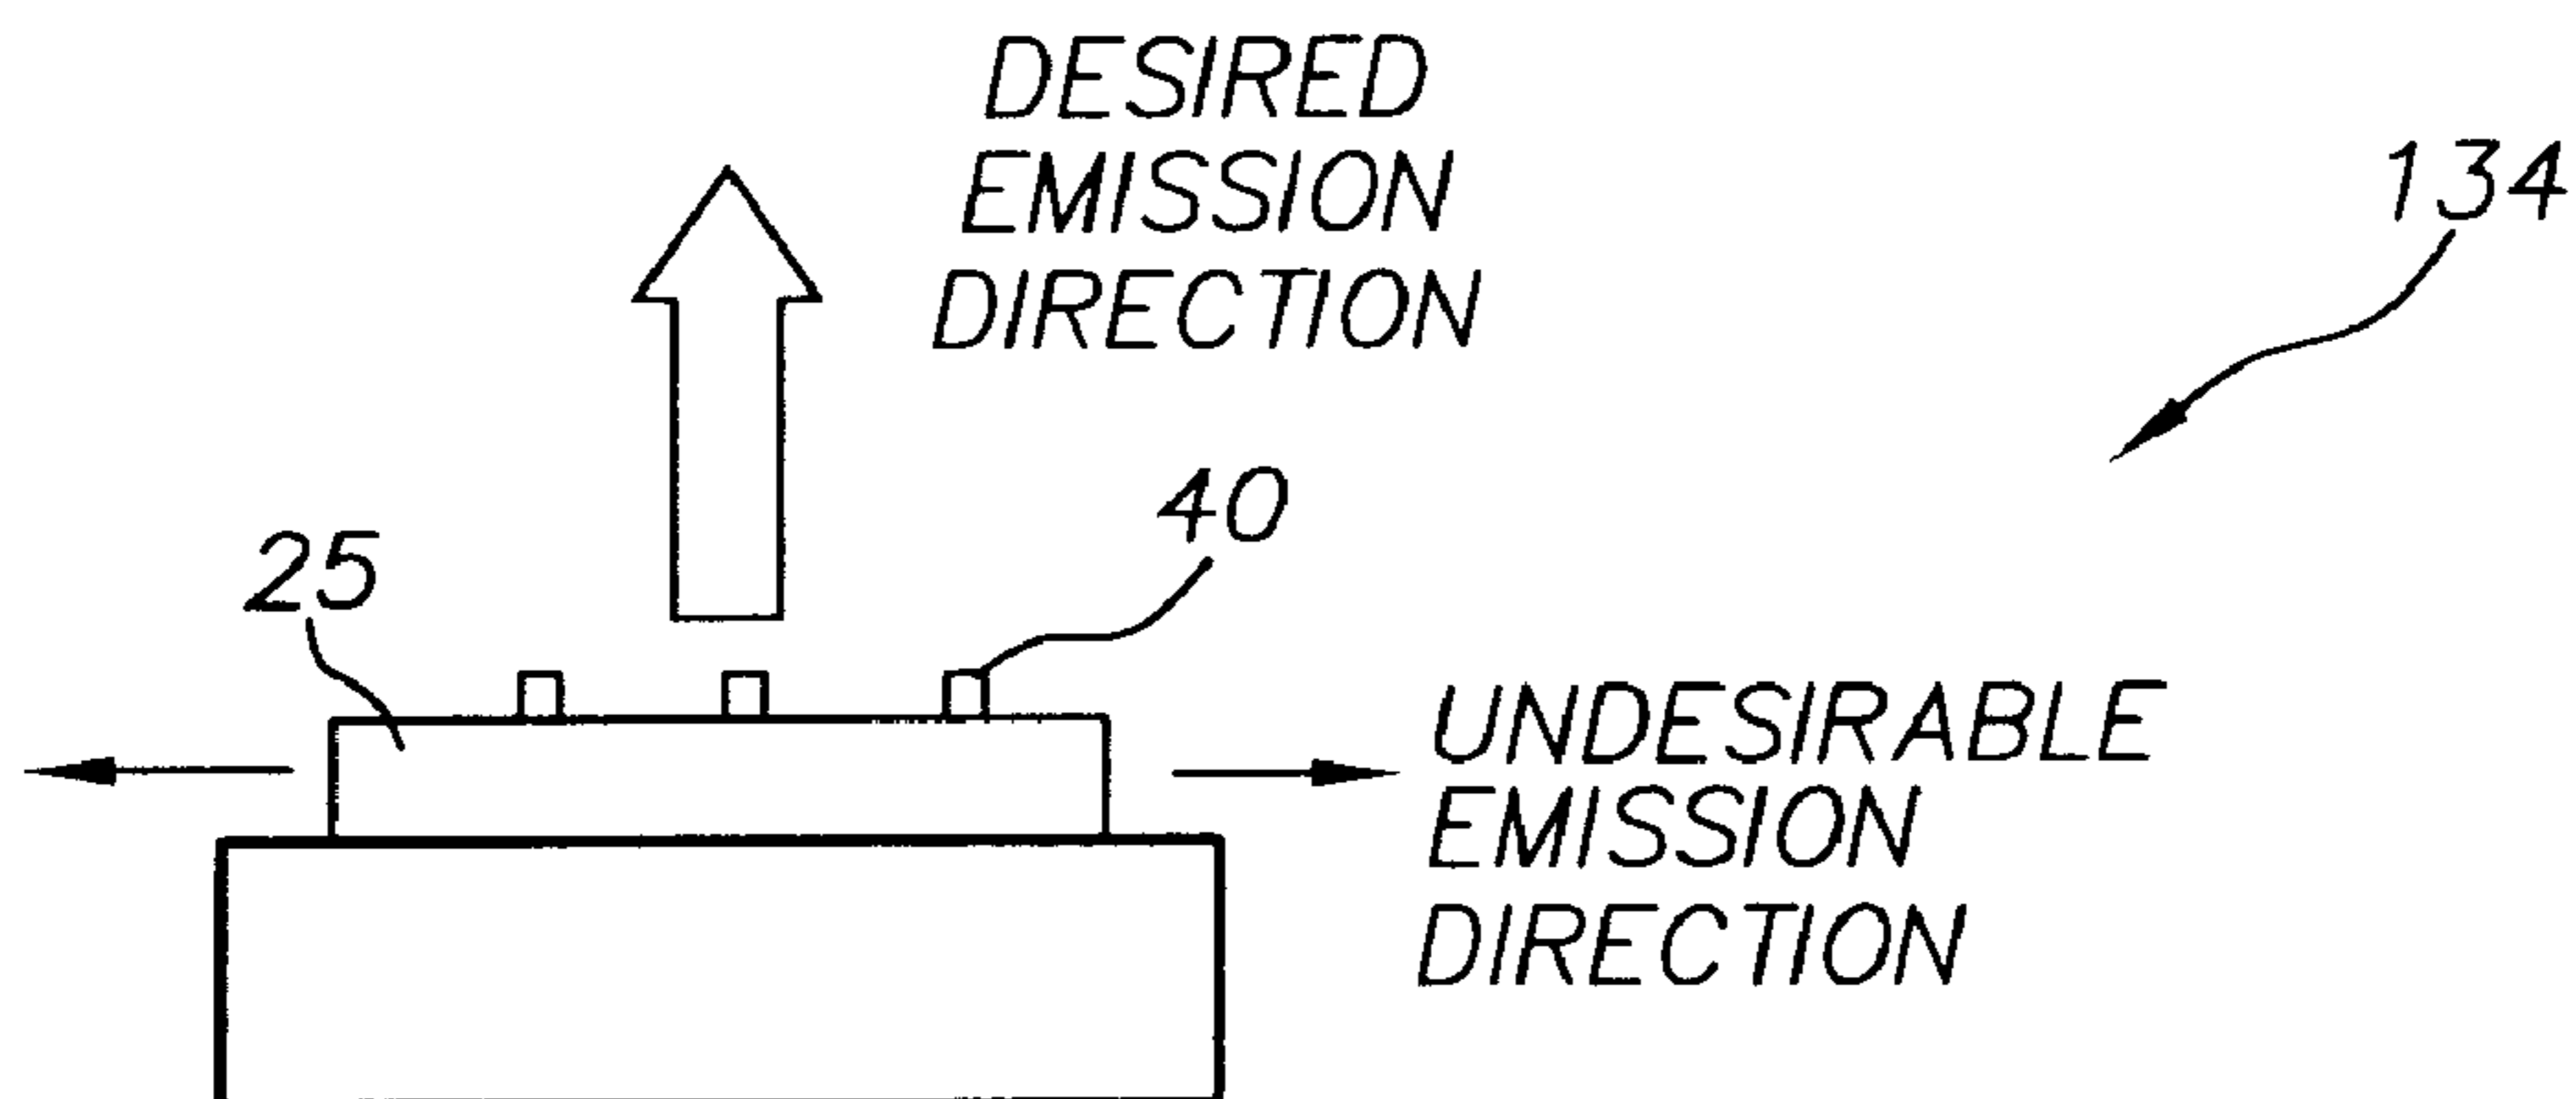 DESIRED
EMISSION
DIRECTION
134
40
25
UNDESIRABLE
EMISSION
DIRECTION